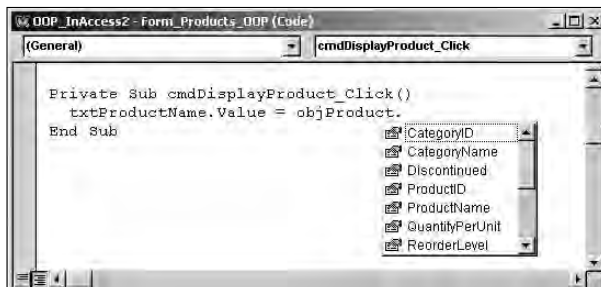 OOP_InAccess2 - Form_Products_OOP (Code)
(General) cmdDisplayProduct_Click
Private Sub cmdDisplayProduct_Click()
txtProductName.Value = objProduct.
End Sub
CategoryID
CategoryName
Discontinued
ProductID
ProductName
QuantityPerUnit
ReorderLevel